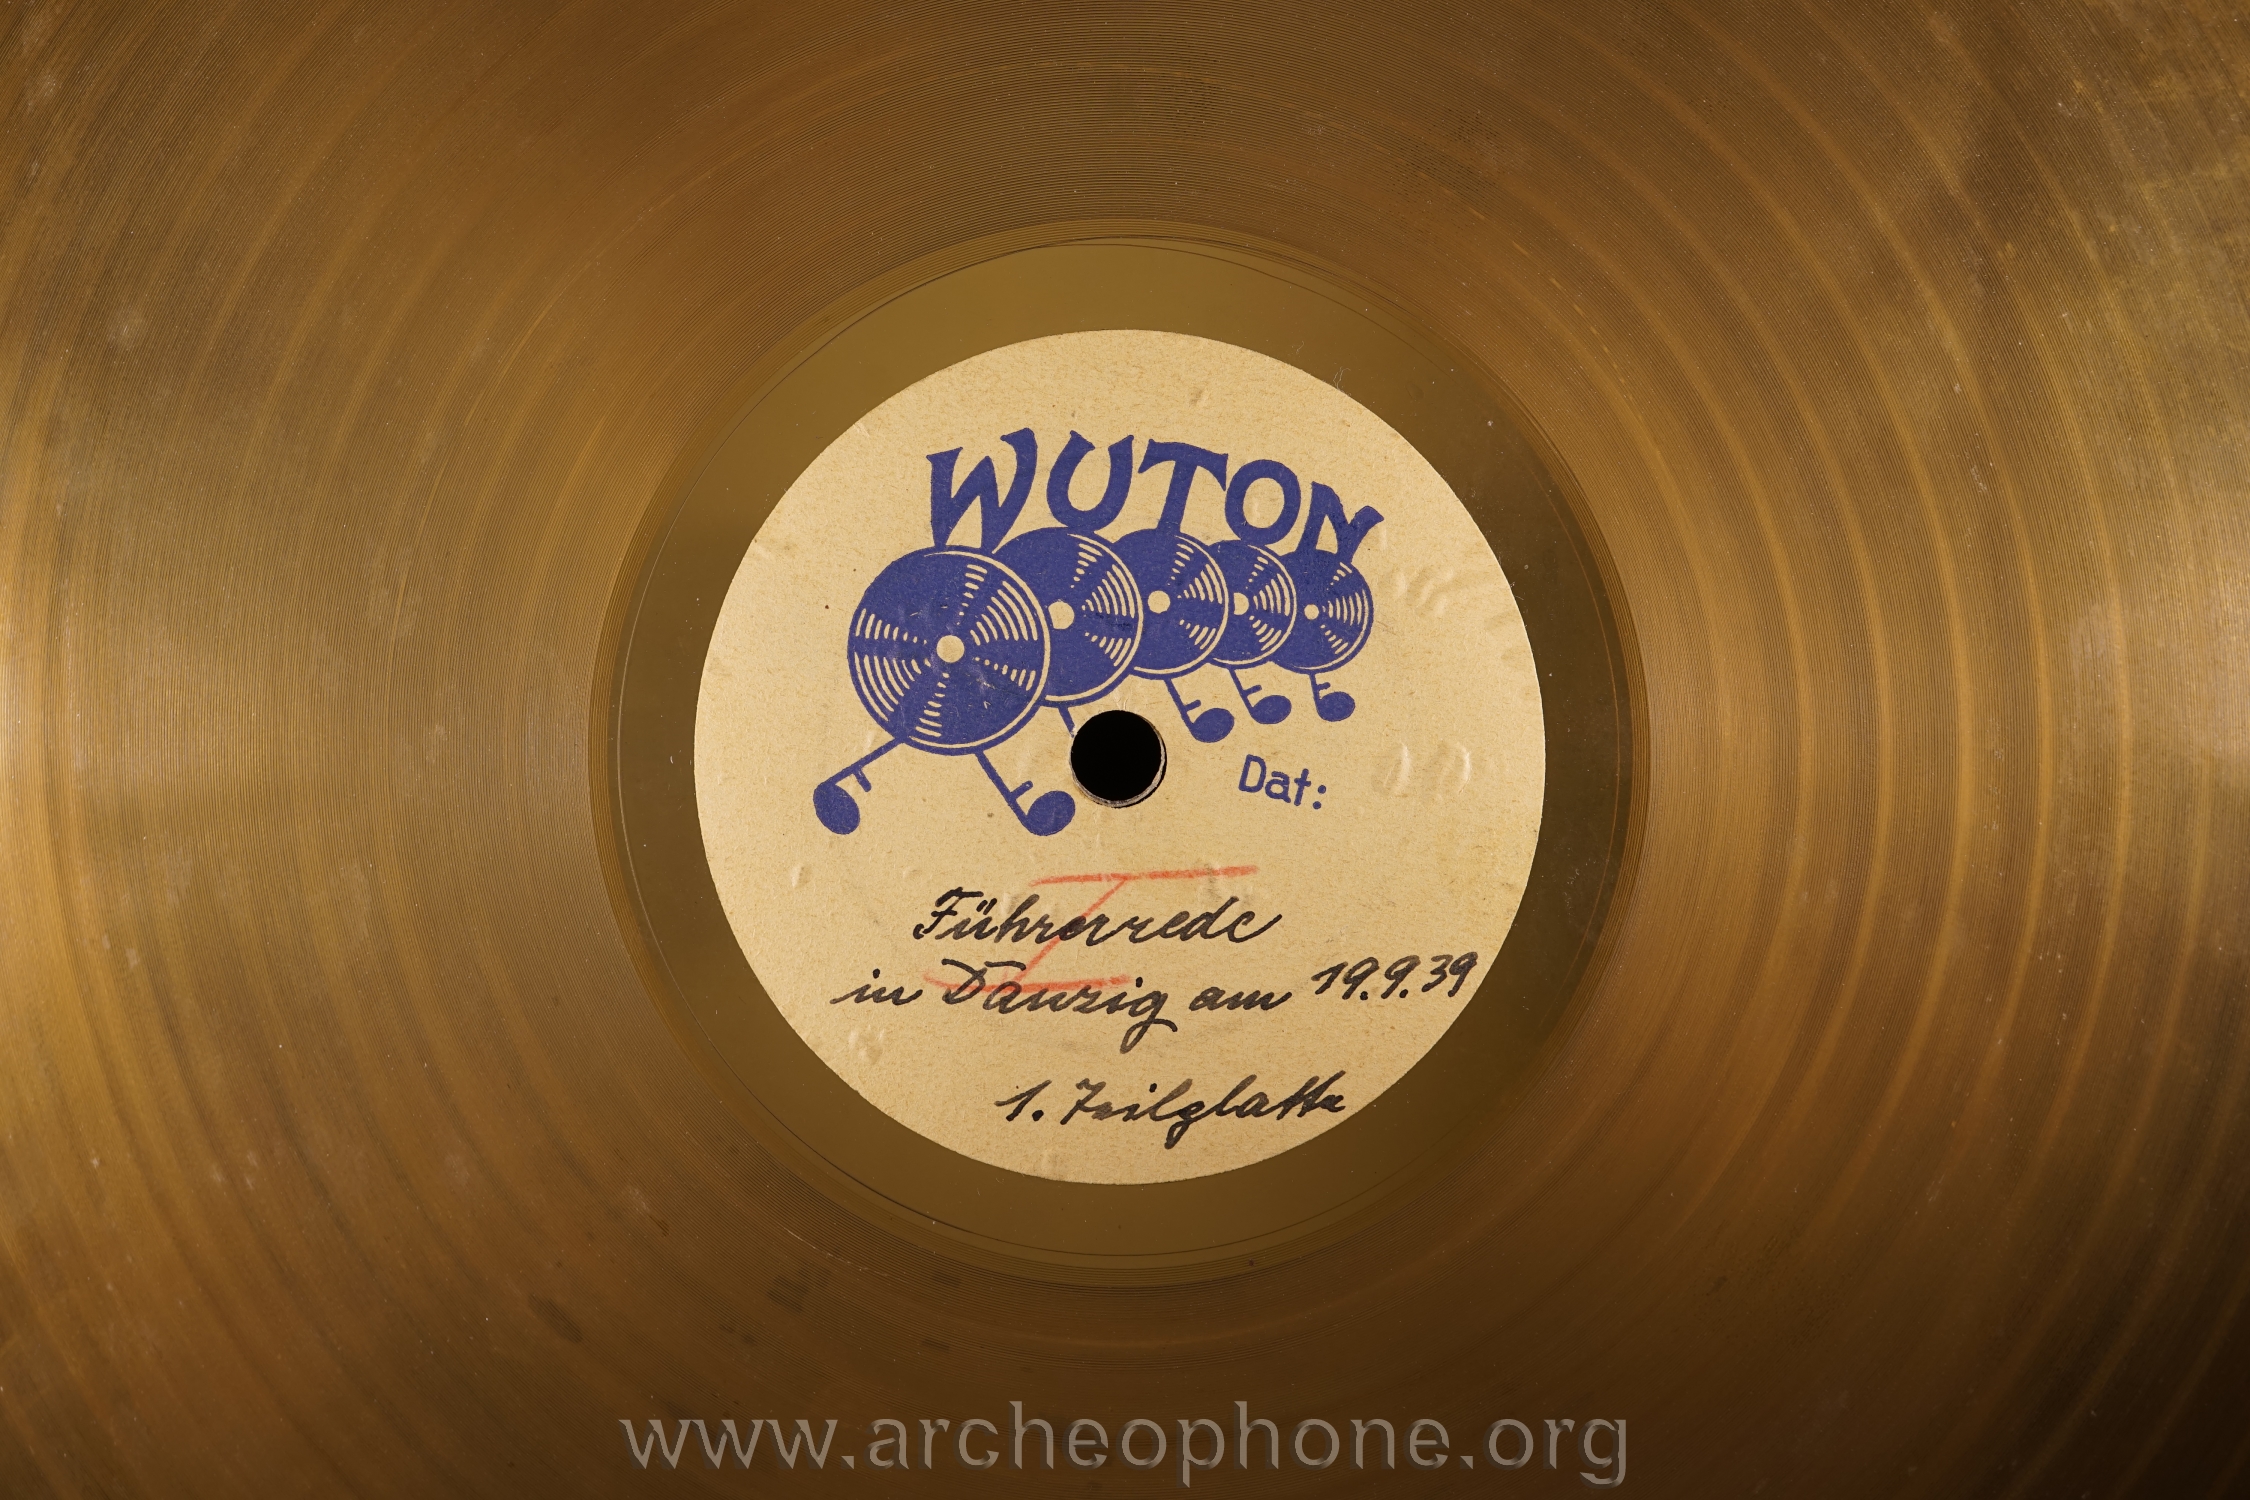 WUTON
Dat:
I
Führerrede
in Danzig am 19.9.39
1. Teilplatte
www.archeophone.org